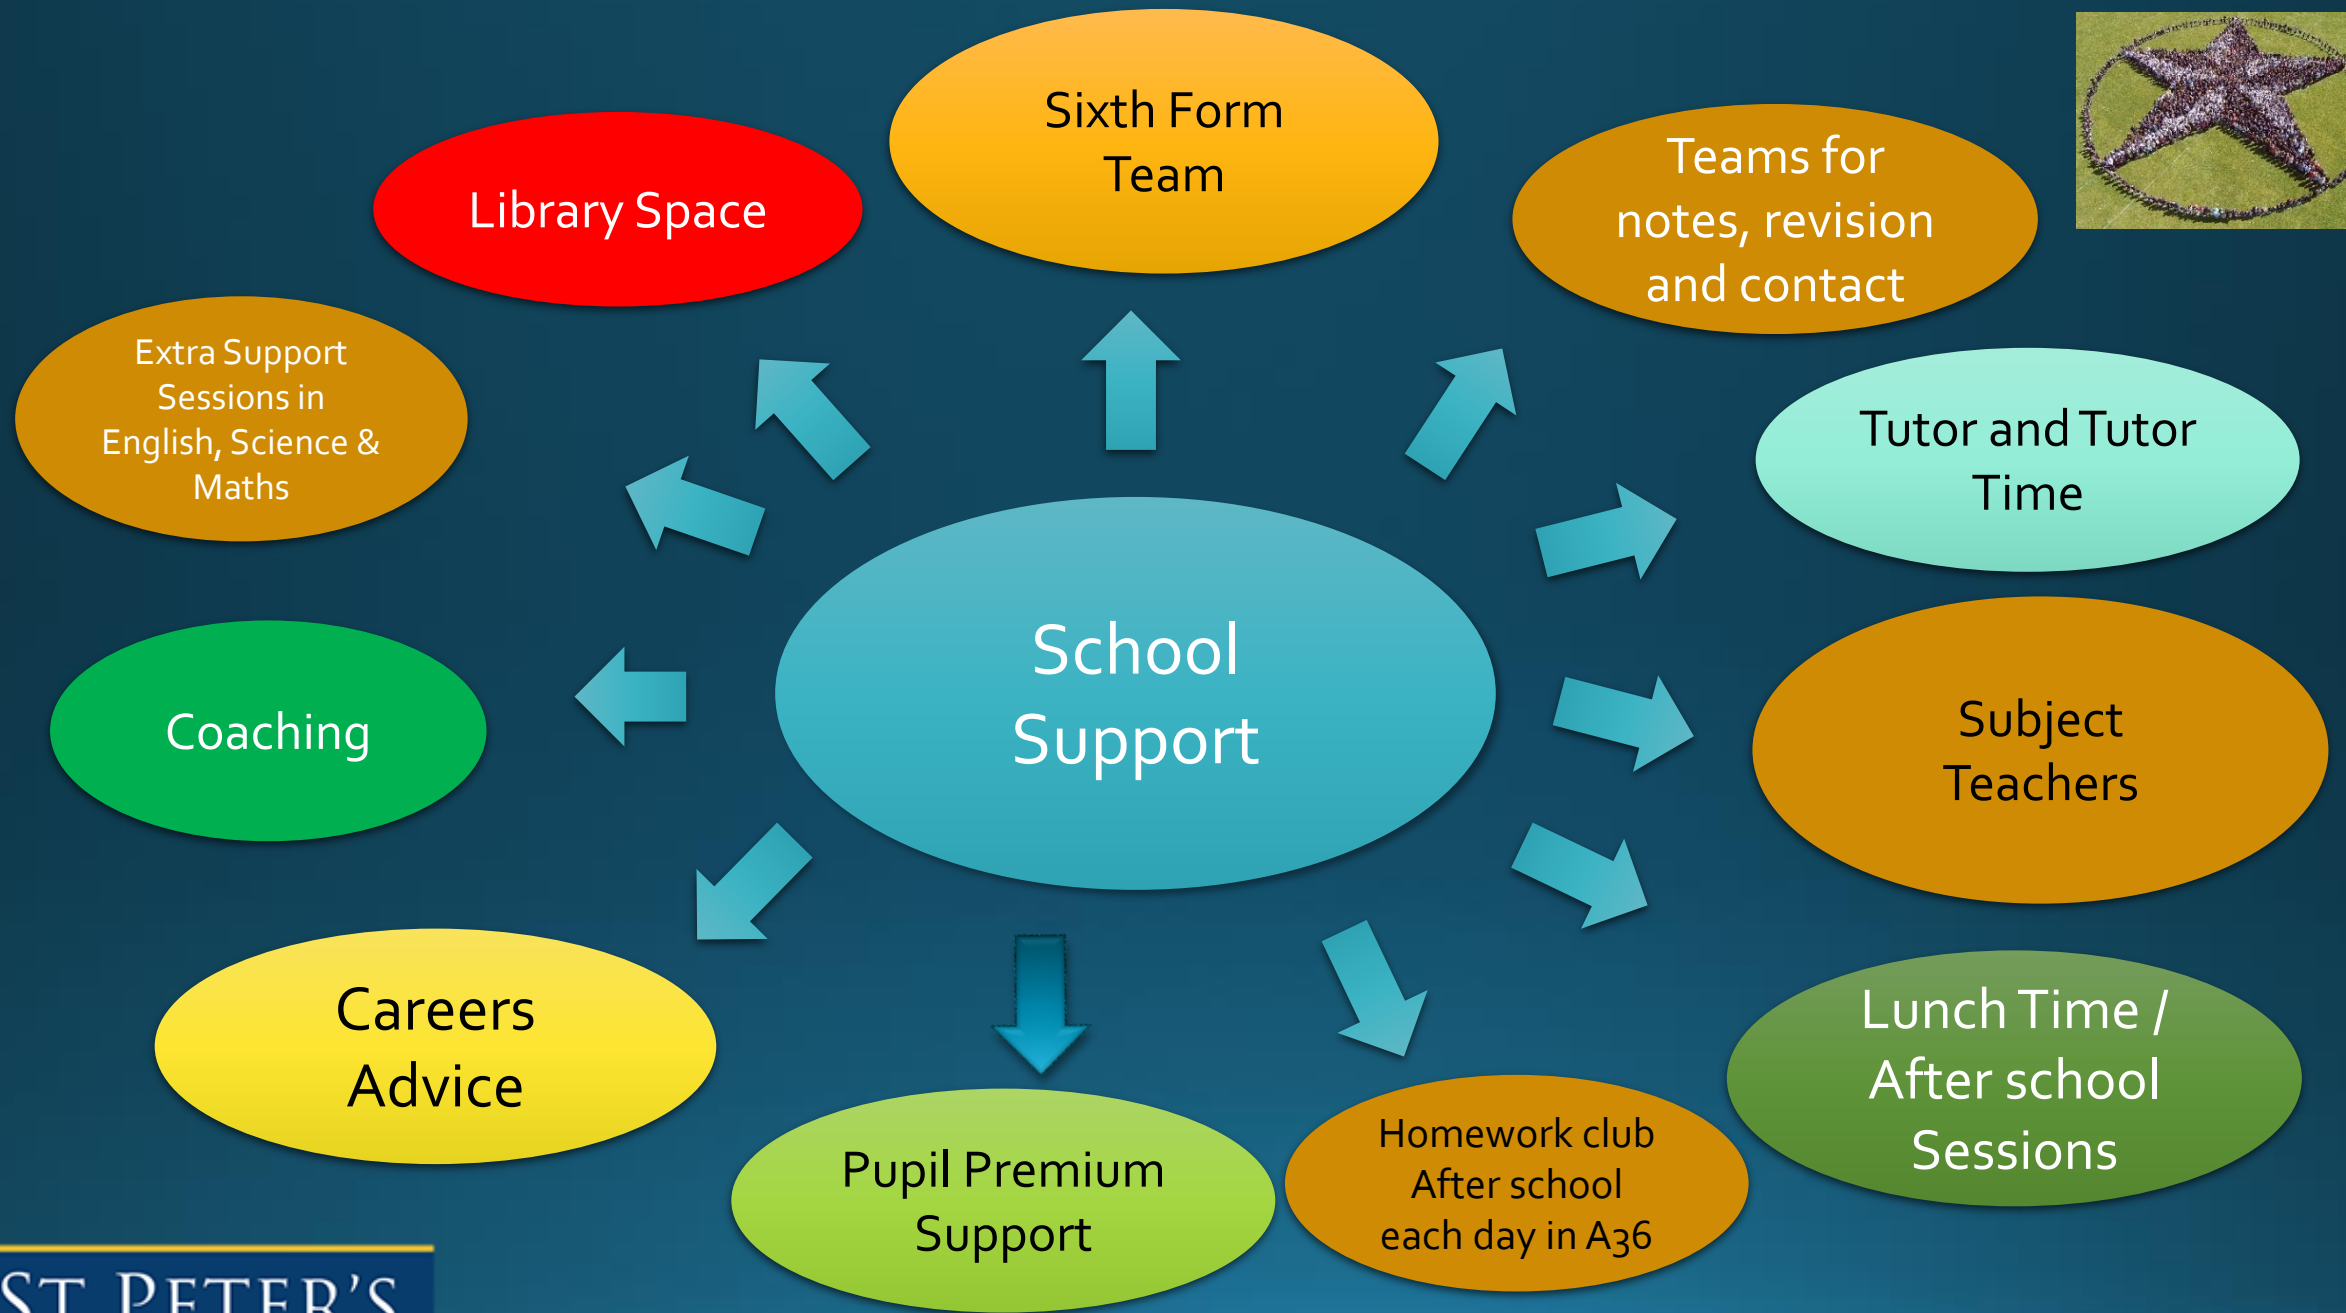 Sixth Form
Team
Library Space
Teams for
notes, revision
and contact
Extra Support
Sessions in
English, Science &
Maths
Tutor and Tutor
Time
School
Support
Subject
Teachers
Coaching
Careers
Advice
Lunch Time /
After school
Sessions
Pupil Premium
Support
Homework club
After school
each day in A36
ST PETER'S